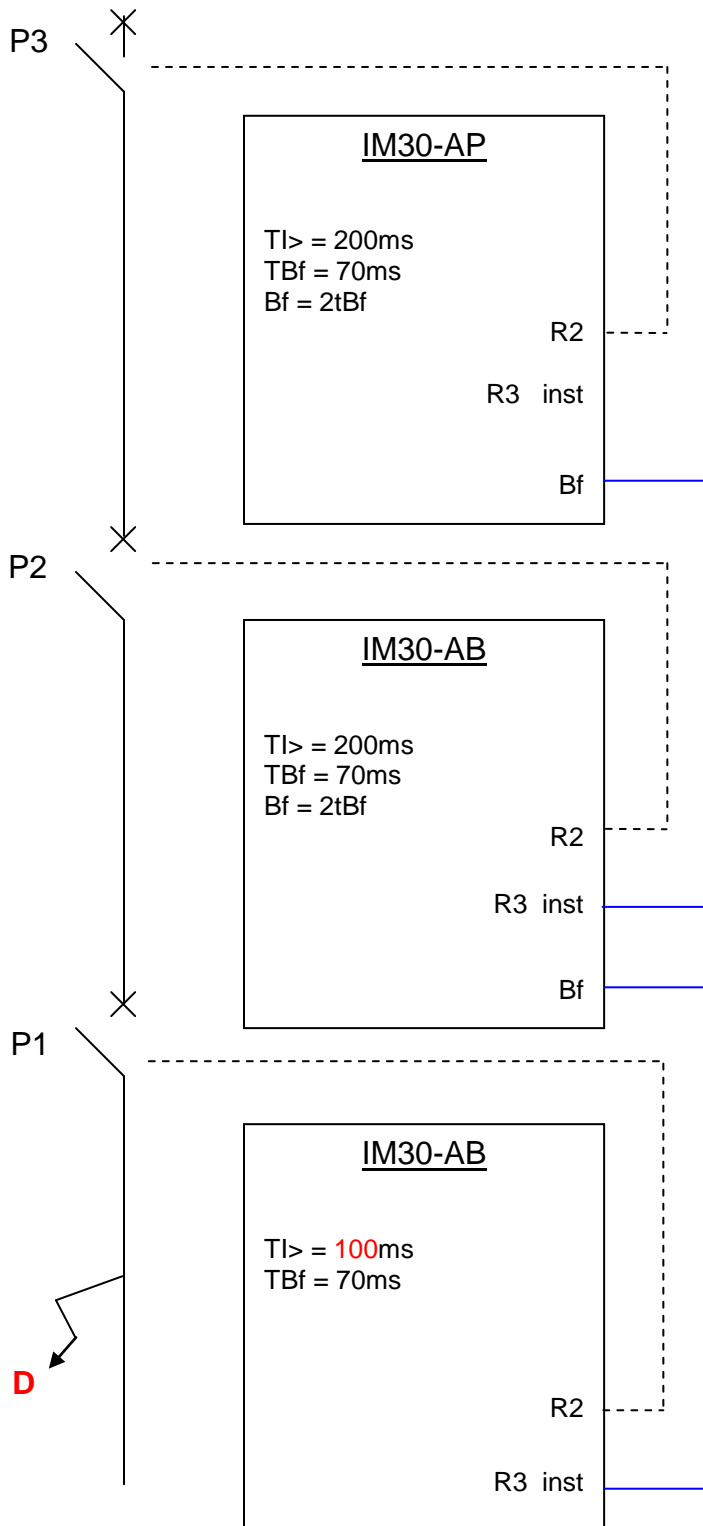 P3
IM30-AP
TI> = 200ms
TBf = 70ms
Bf = 2tBf
R2
R3 inst
Bf
P2
IM30-AB
TI> = 200ms
TBf = 70ms
Bf = 2tBf
R2
R3 inst
Bf
P1
IM30-AB
TI> = 100ms
TBf = 70ms
D
R2
R3 inst